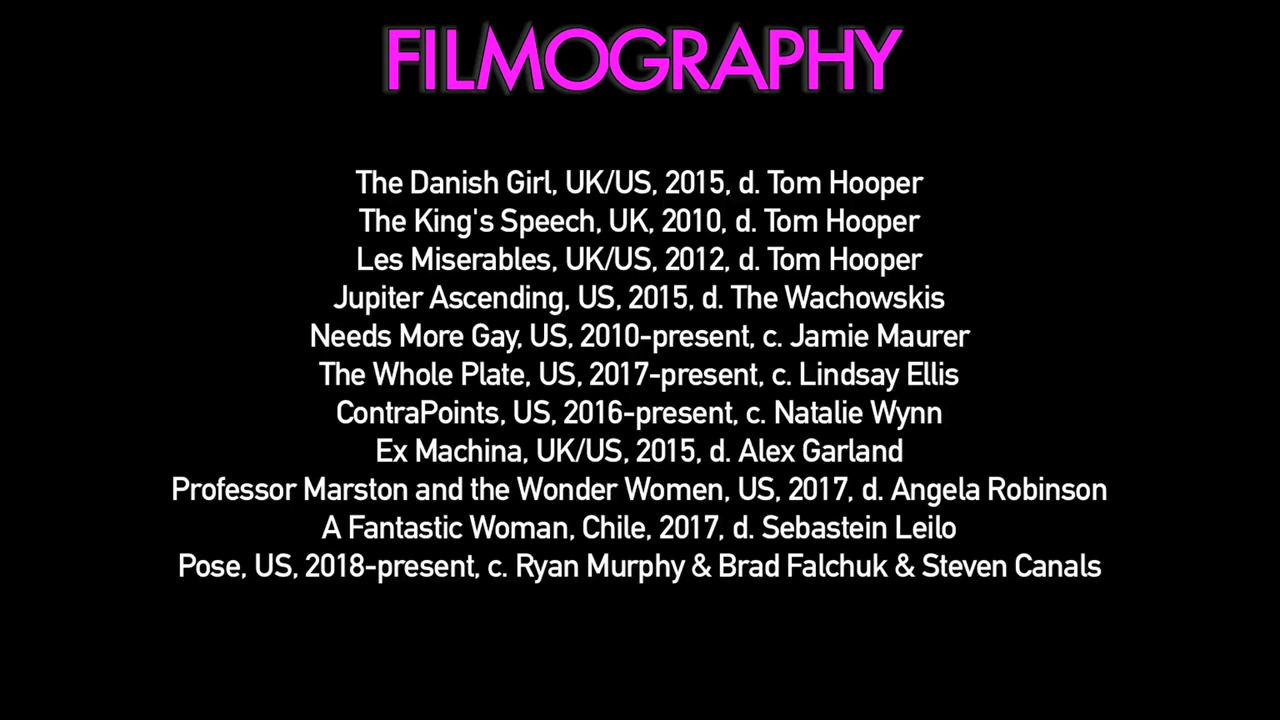 FILMOGRAPHY
The Danish Girl, UK/US, 2015, d. Tom Hooper
The King's Speech, UK, 2010, d. Tom Hooper
Les Miserables, UK/US, 2012, d. Tom Hooper
Jupiter Ascending, US, 2015, d. The Wachowskis
Needs More Gay, US, 2010-present, c. Jamie Maurer
The Whole Plate, US, 2017-present, c. Lindsay Ellis
ContraPoints, US, 2016-present, c. Natalie Wynn
Ex Machina, UK/US, 2015, d. Alex Garland
Professor Marston and the Wonder Women, US, 2017, d. Angela Robinson
A Fantastic Woman, Chile, 2017, d. Sebastein Leilo
Pose, US, 2018-present, c. Ryan Murphy & Brad Falchuk & Steven Canals